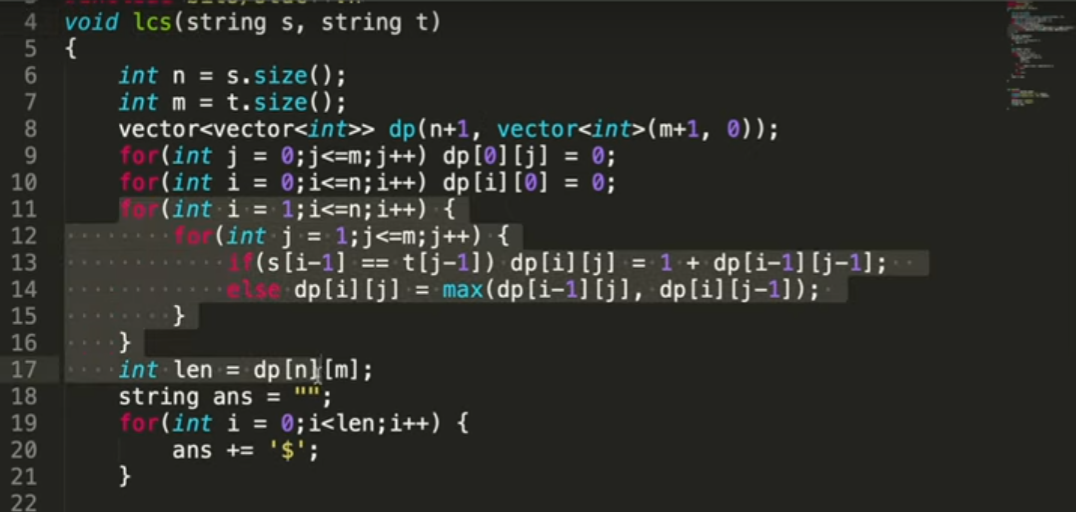 4 void lcs(string s, string t)
5 {
6     int n = s.size();
7     int m = t.size();
8     vector<vector<int>> dp(n+1, vector<int>(m+1, 0));
9     for(int j = 0;j<=m;j++) dp[0][j] = 0;
10     for(int i = 0;i<=n;i++) dp[i][0] = 0;
11     for(int i = 1;i<=n;i++) {
12         for(int j = 1;j<=m;j++) {
13             if(s[i-1] == t[j-1]) dp[i][j] = 1 + dp[i-1][j-1];
14             else dp[i][j] = max(dp[i-1][j], dp[i][j-1]);
15         }
16     }
17     int len = dp[n][m];
18     string ans = "";
19     for(int i = 0;i<len;i++) {
20         ans += '$';
21     }
22